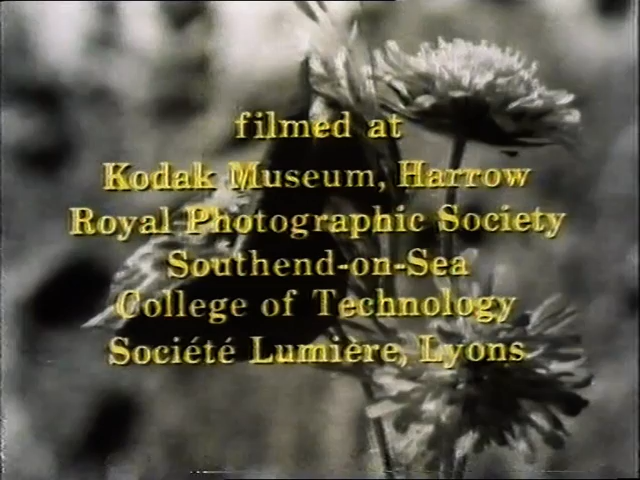 filmed at
Kodak Museum, Harrow
Royal Photographic Society
Southend-on-Sea
College of Technology
Société Lumière, Lyons